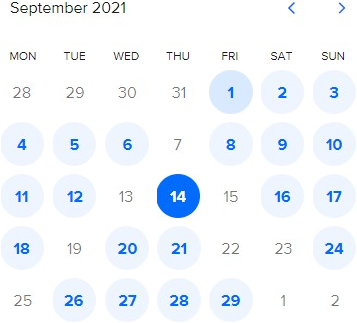 September 2021 < >
MON TUE WED THU FRI SAT SUN
28 29 30 31 1 2 3
4 5 6 7 8 9 10
11 12 13 14 15 16 17
18 19 20 21 22 23 24
25 26 27 28 29 1 2